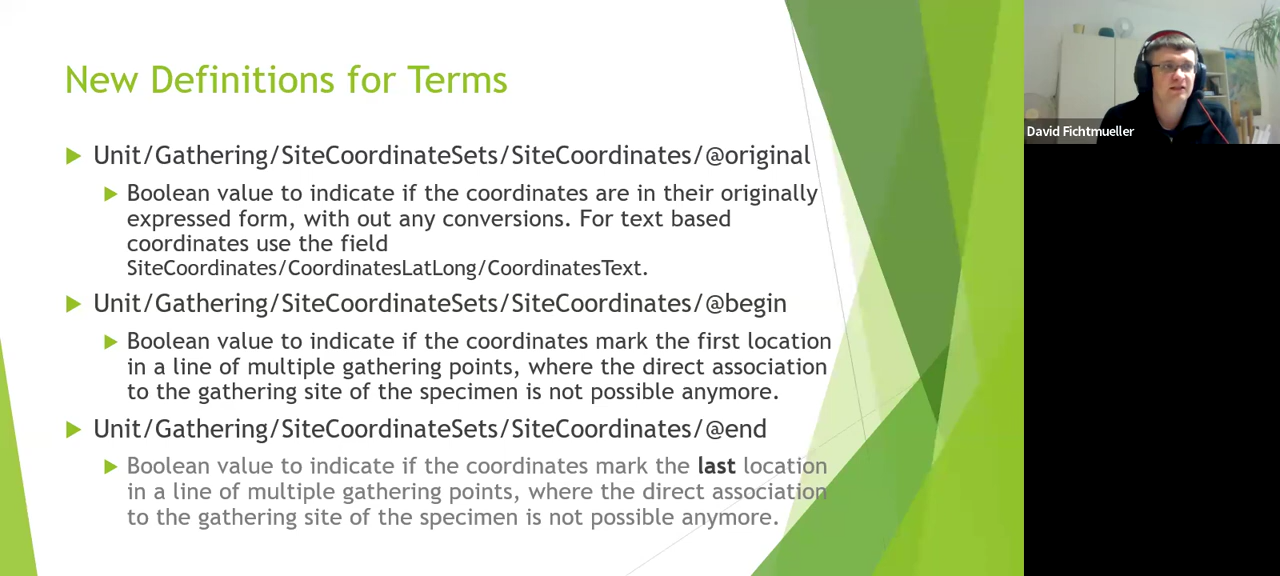 New Definitions for Terms
Unit/Gathering/SiteCoordinateSets/SiteCoordinates/@original
Boolean value to indicate if the coordinates are in their originally
expressed form, with out any conversions. For text based
coordinates use the field
SiteCoordinates/CoordinatesLatLong/CoordinatesText.
Unit/Gathering/SiteCoordinateSets/SiteCoordinates/@begin
Boolean value to indicate if the coordinates mark the first location
in a line of multiple gathering points, where the direct association
to the gathering site of the specimen is not possible anymore.
Unit/Gathering/SiteCoordinateSets/SiteCoordinates/@end
Boolean value to indicate if the coordinates mark the last location
in a line of multiple gathering points, where the direct association
to the gathering site of the specimen is not possible anymore.
David Fichtmueller